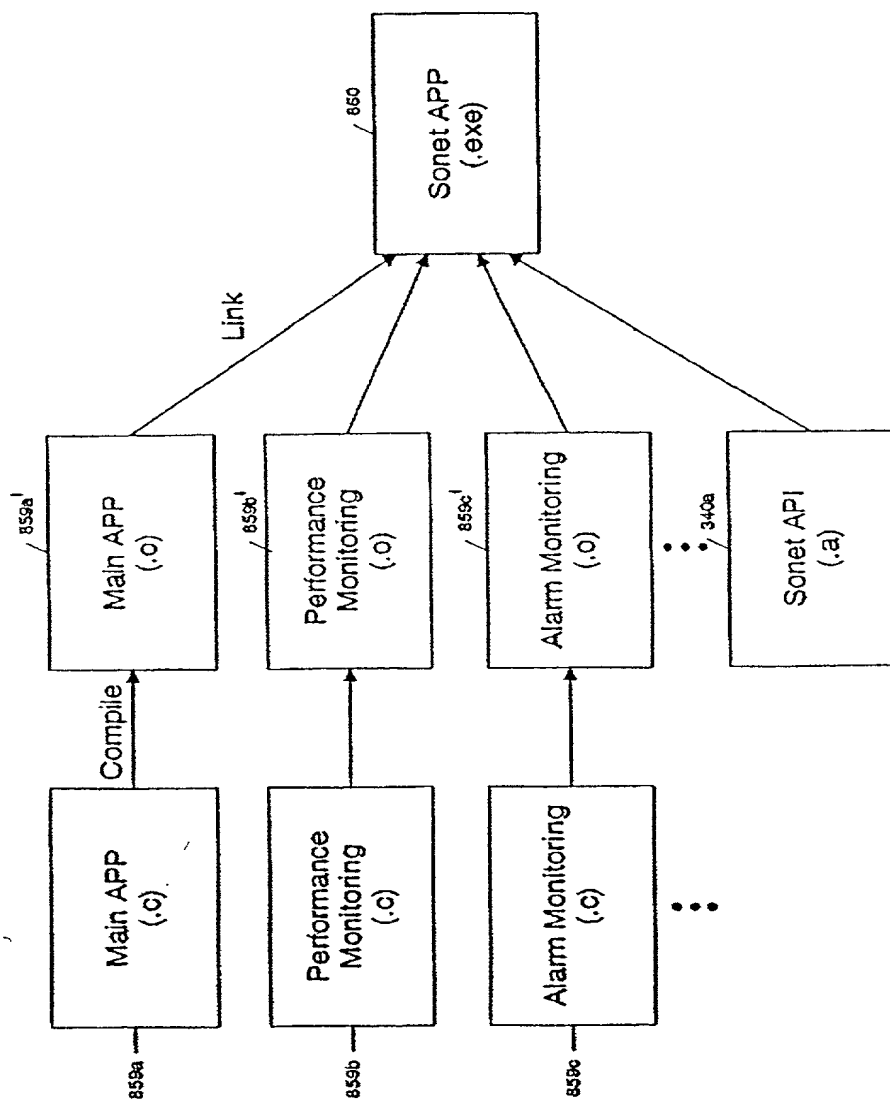 859a
Main APP
(.c)
Compile
859a'
Main APP
(.o)
Link
859b
Performance
Monitoring
(.c)
859b'
Performance
Monitoring
(.o)
859c
Alarm Monitoring
(.c)
859c'
Alarm Monitoring
(.o)
340a
Sonet API
(.a)
860
Sonet APP
(.exe)